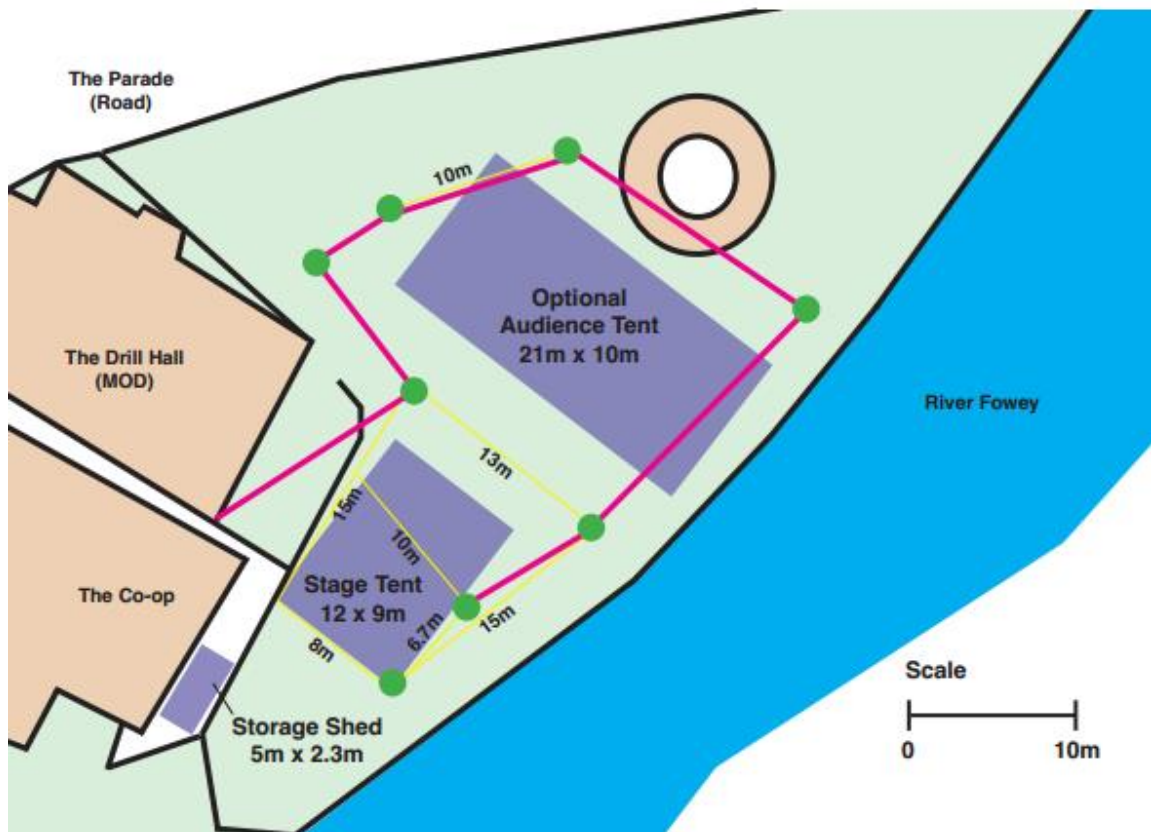 The Parade
(Road)
10m
Optional
Audience Tent
21m x 10m
The Drill Hall
(MOD)
River Fowey
13m
15m
10m
Stage Tent
12 x 9m
The Co-op
6.7m
15m
8m
Storage Shed
5m x 2.3m
Scale
0
10m